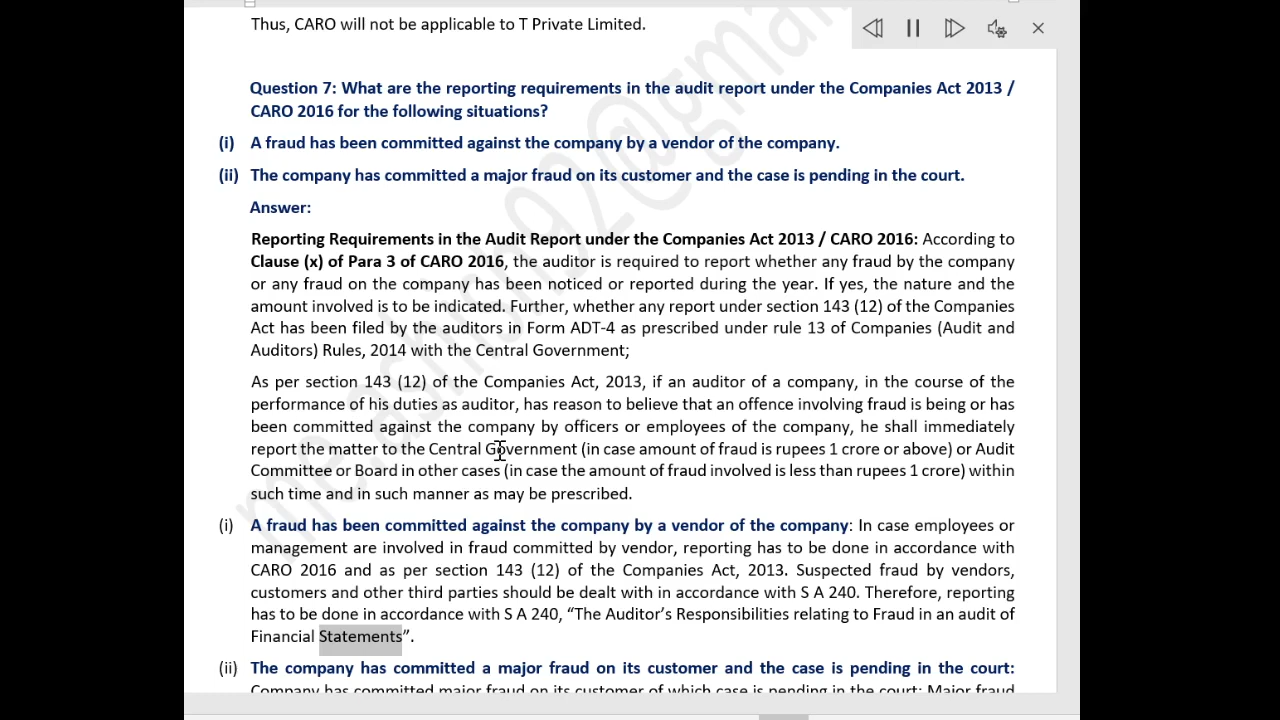 Thus, CARO will not be applicable to T Private Limited.
Question 7: What are the reporting requirements in the audit report under the Companies Act 2013 /
CARO 2016 for the following situations?
(i) A fraud has been committed against the company by a vendor of the company.
(ii) The company has committed a major fraud on its customer and the case is pending in the court.
Answer:
Reporting Requirements in the Audit Report under the Companies Act 2013 / CARO 2016: According to
Clause (x) of Para 3 of CARO 2016, the auditor is required to report whether any fraud by the company
or any fraud on the company has been noticed or reported during the year. If yes, the nature and the
amount involved is to be indicated. Further, whether any report under section 143 (12) of the Companies
Act has been filed by the auditors in Form ADT-4 as prescribed under rule 13 of Companies (Audit and
Auditors) Rules, 2014 with the Central Government;
As per section 143 (12) of the Companies Act, 2013, if an auditor of a company, in the course of the
performance of his duties as auditor, has reason to believe that an offence involving fraud is being or has
been committed against the company by officers or employees of the company, he shall immediately
report the matter to the Central Government (in case amount of fraud is rupees 1 crore or above) or Audit
Committee or Board in other cases (in case the amount of fraud involved is less than rupees 1 crore) within
such time and in such manner as may be prescribed.
(i) A fraud has been committed against the company by a vendor of the company: In case employees or
management are involved in fraud committed by vendor, reporting has to be done in accordance with
CARO 2016 and as per section 143 (12) of the Companies Act, 2013. Suspected fraud by vendors,
customers and other third parties should be dealt with in accordance with S A 240. Therefore, reporting
has to be done in accordance with S A 240, “The Auditor’s Responsibilities relating to Fraud in an audit of
Financial Statements”.
(ii) The company has committed a major fraud on its customer and the case is pending in the court:
Company has committed major fraud on its customer of which case is pending in the court: Major fraud